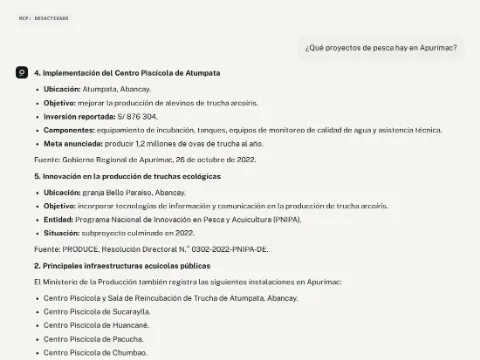 MCP: DESACTIVADO
¿Qué proyectos de pesca hay en Apurímac?
4. Implementación del Centro Piscícola de Atumpata
• Ubicación: Atumpata, Abancay.
• Objetivo: mejorar la producción de alevinos de trucha arcoíris.
• Inversión reportada: S/ 876 304.
• Componentes: equipamiento de incubación, tanques, equipos de monitoreo de calidad de agua y asistencia técnica.
• Meta anunciada: producir 1,2 millones de ovas de trucha al año.
Fuente: Gobierno Regional de Apurímac, 26 de octubre de 2022.
5. Innovación en la producción de truchas ecológicas
• Ubicación: granja Bello Paraíso, Abancay.
• Objetivo: incorporar tecnologías de información y comunicación en la producción de trucha arcoíris.
• Entidad: Programa Nacional de Innovación en Pesca y Acuicultura (PNIPA).
• Situación: subproyecto culminado en 2022.
Fuente: PRODUCE, Resolución Directoral N.° 0302-2022-PNIPA-DE.
2. Principales infraestructuras acuícolas públicas
El Ministerio de la Producción también registra las siguientes instalaciones en Apurímac:
• Centro Piscícola y Sala de Reincubación de Trucha de Atumpata, Abancay.
• Centro Piscícola de Sucaraylla.
• Centro Piscícola de Huancané.
• Centro Piscícola de Pacucha.
• Centro Piscícola de Chumbao.